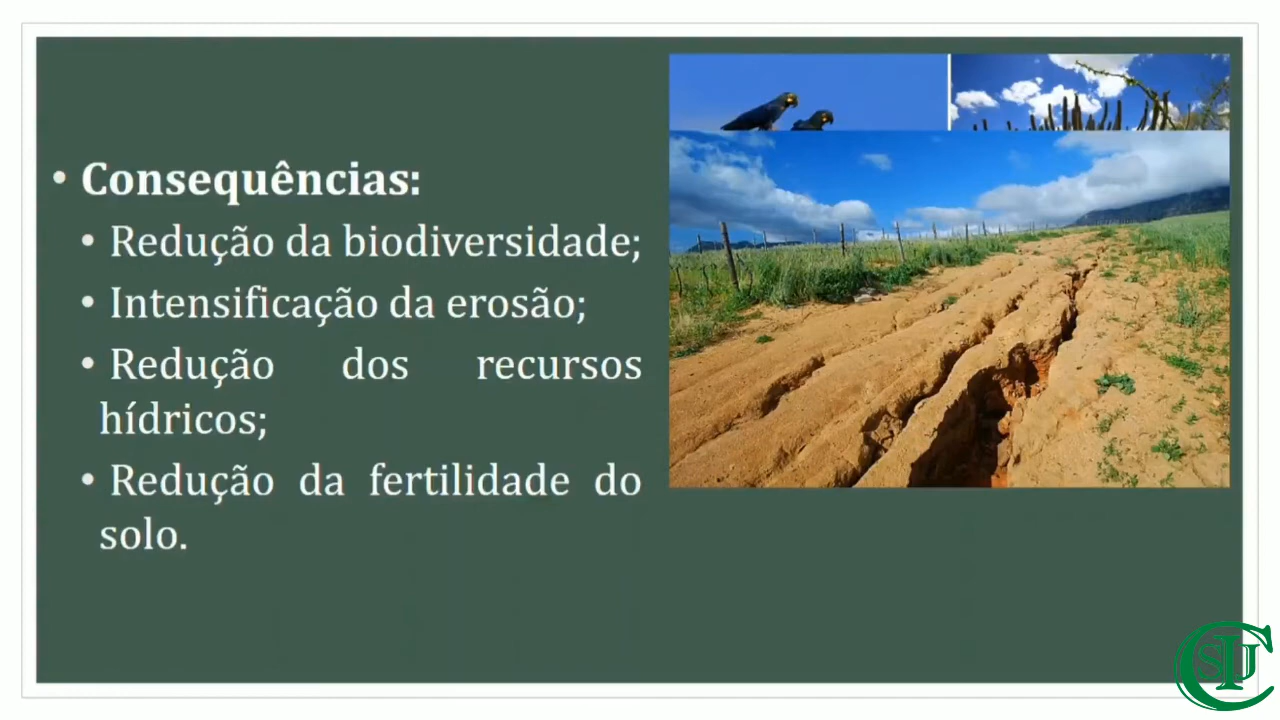 • Consequências:
• Redução da biodiversidade;
• Intensificação da erosão;
• Redução dos recursos
hídricos;
• Redução da fertilidade do
solo.